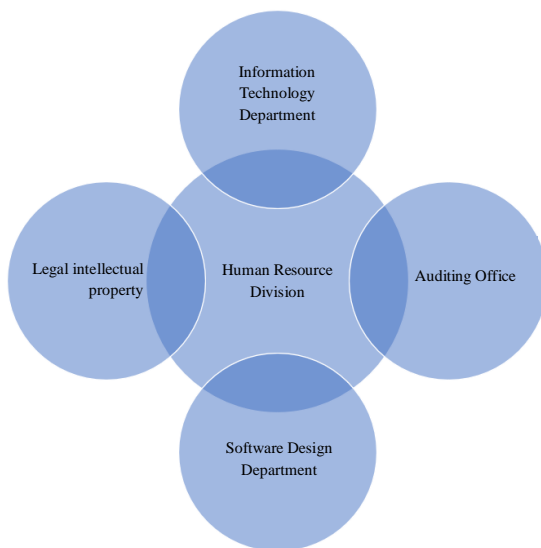 Information
Technology
Department
Legal intellectual
property
Human Resource
Division
Auditing Office
Software Design
Department